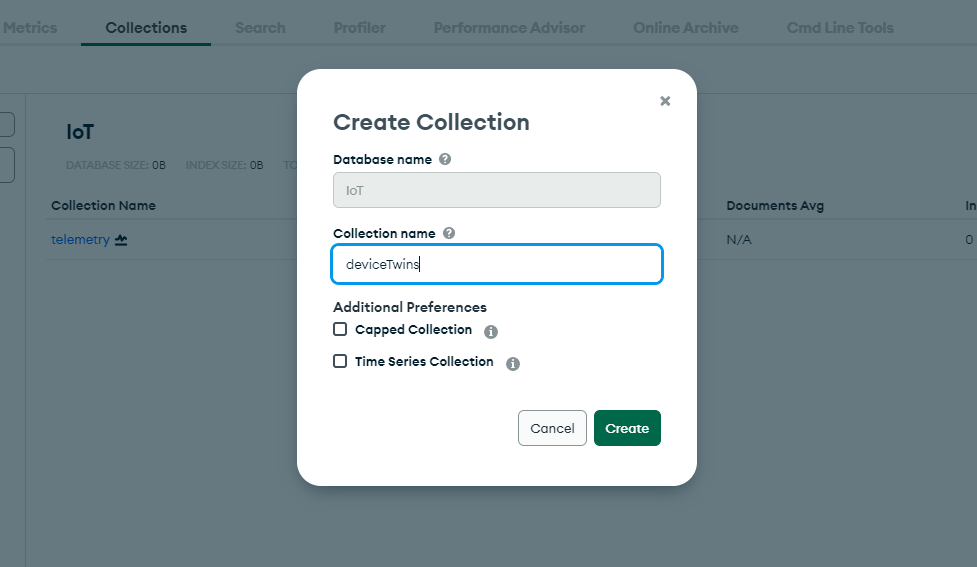 Metrics Collections Search Profiler Performance Advisor Online Archive Cmd Line Tools
IoT
DATABASE SIZE: 0B INDEX SIZE: 0B
Collection Name Documents Avg
telemetry N/A 0
Create Collection
Database name
IoT
Collection name
deviceTwins
Additional Preferences
Capped Collection
Time Series Collection
Cancel Create